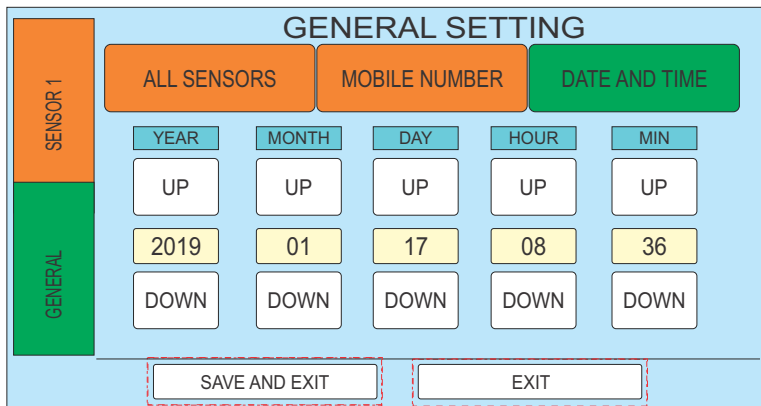 GENERAL SETTING
SENSOR 1
GENERAL
ALL SENSORS MOBILE NUMBER DATE AND TIME
YEAR MONTH DAY HOUR MIN
UP UP UP UP UP
2019 01 17 08 36
DOWN DOWN DOWN DOWN DOWN
SAVE AND EXIT EXIT